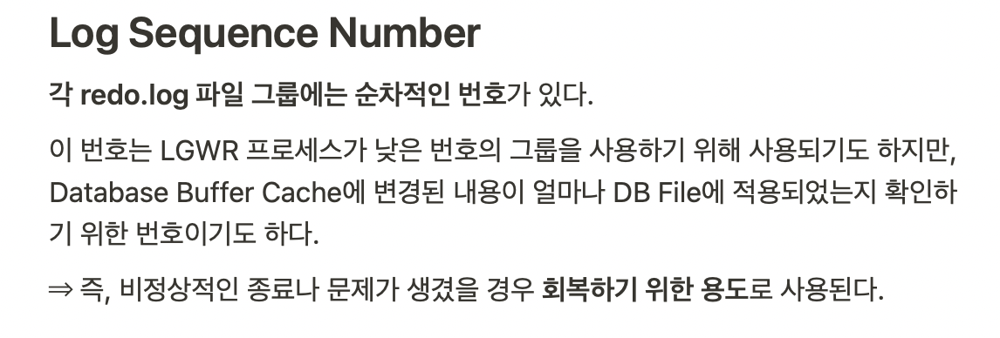 Log Sequence Number
각 redo.log 파일 그룹에는 순차적인 번호가 있다.
이 번호는 LGWR 프로세스가 낮은 번호의 그룹을 사용하기 위해 사용되기도 하지만,
Database Buffer Cache에 변경된 내용이 얼마나 DB File에 적용되었는지 확인하
기 위한 번호이기도 하다.
⇒ 즉, 비정상적인 종료나 문제가 생겼을 경우 회복하기 위한 용도로 사용된다.